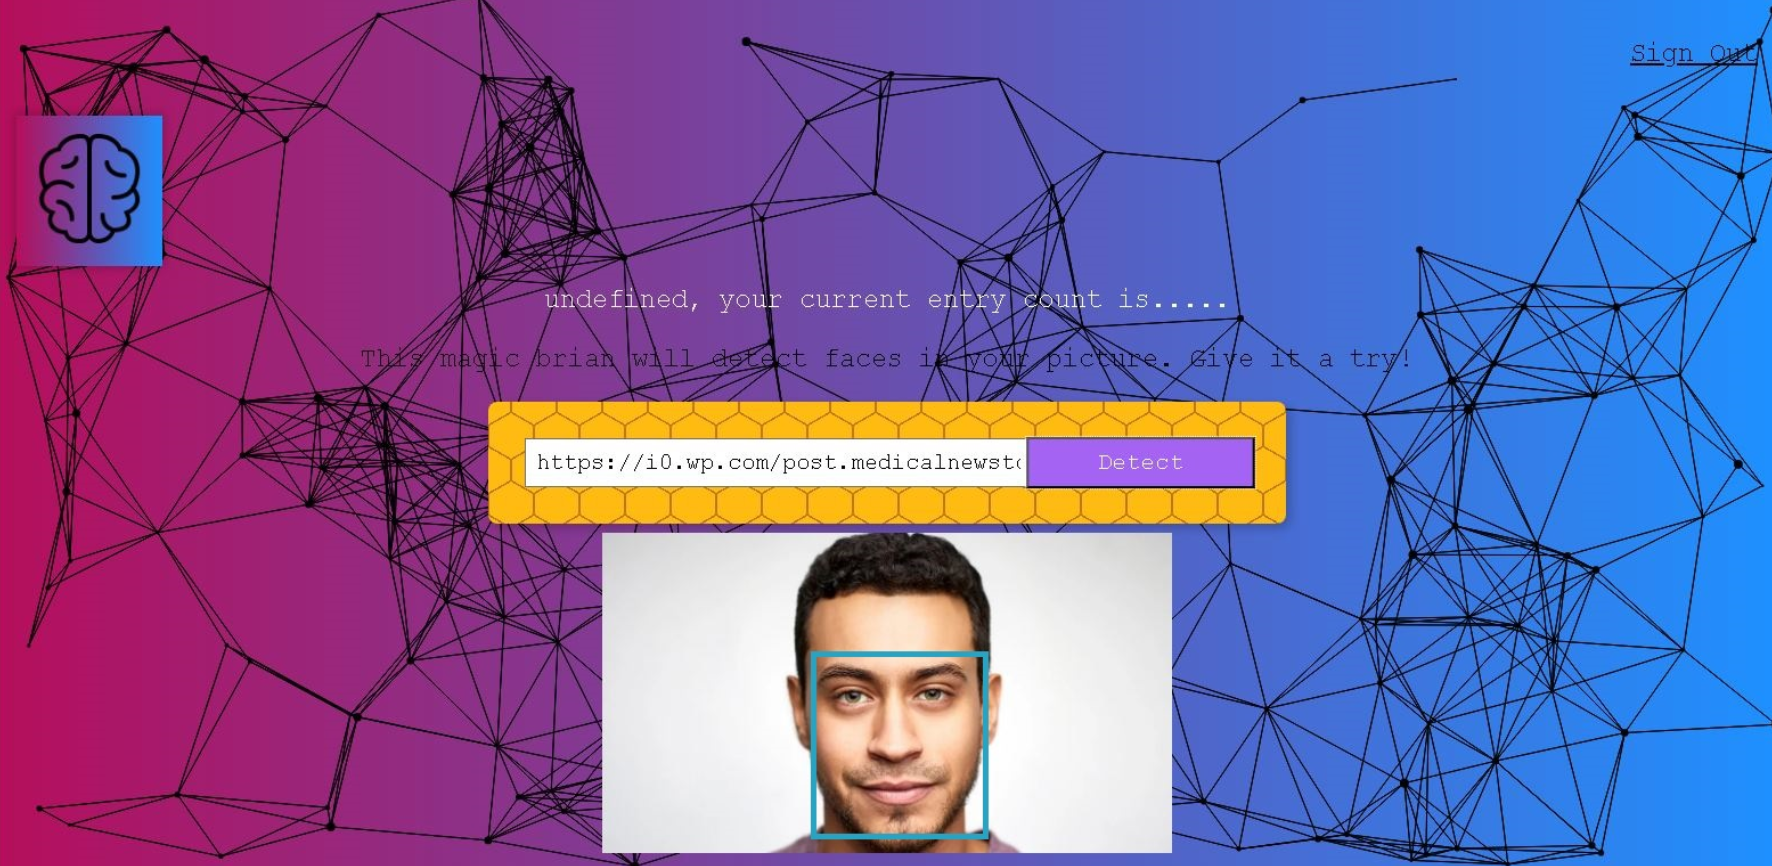 Sign Out
undefined, your current entry count is.....
This magic brian will detect faces in your picture. Give it a try!
https://i0.wp.com/post.medicalnewst
Detect